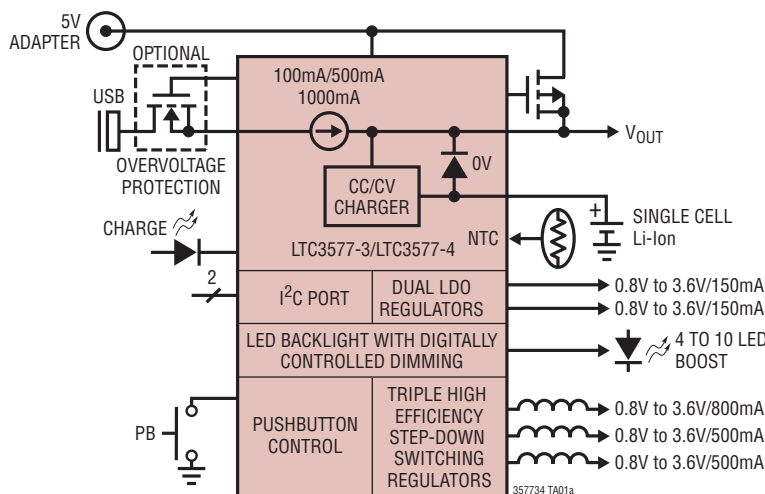 5V
ADAPTER
OPTIONAL
USB
100mA/500mA
1000mA
VOUT
OVERVOLTAGE
PROTECTION
0V
CC/CV
CHARGER
CHARGE
LTC3577-3/LTC3577-4
NTC
+
SINGLE CELL
Li-Ion
2
I2C PORT
DUAL LDO
REGULATORS
0.8V to 3.6V/150mA
0.8V to 3.6V/150mA
LED BACKLIGHT WITH DIGITALLY
CONTROLLED DIMMING
4 TO 10 LED
BOOST
PB
PUSHBUTTON
CONTROL
TRIPLE HIGH
EFFICIENCY
STEP-DOWN
SWITCHING
REGULATORS
0.8V to 3.6V/800mA
0.8V to 3.6V/500mA
0.8V to 3.6V/500mA
357734 TA01a